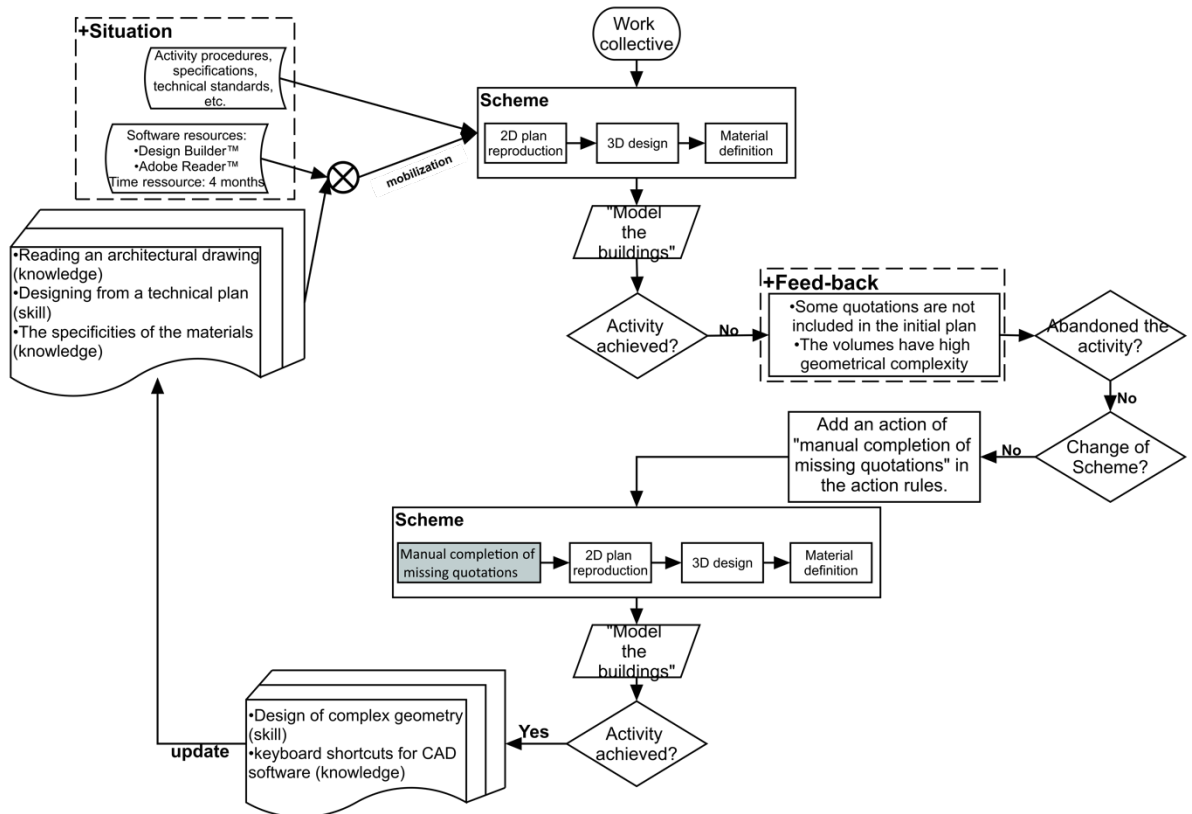 +Situation
Activity procedures,
specifications,
technical standards,
etc.
Software resources:
•Design Builder™
•Adobe Reader™
Time ressource: 4 months
•Reading an architectural drawing
(knowledge)
•Designing from a technical plan
(skill)
•The specificities of the materials
(knowledge)
mobilization
Work
collective
Scheme
2D plan
reproduction
3D design
Material
definition
"Model
the
buildings"
Activity
achieved?
No
+Feed-back
•Some quotations are not
included in the initial plan
•The volumes have high
geometrical complexity
Abandoned the
activity?
No
Change of
Scheme?
No
Add an action of
"manual completion of
missing quotations" in
the action rules.
Scheme
Manual completion of
missing quotations
2D plan
reproduction
3D design
Material
definition
"Model
the
buildings"
Activity
achieved?
Yes
•Design of complex geometry
(skill)
•keyboard shortcuts for CAD
software (knowledge)
update